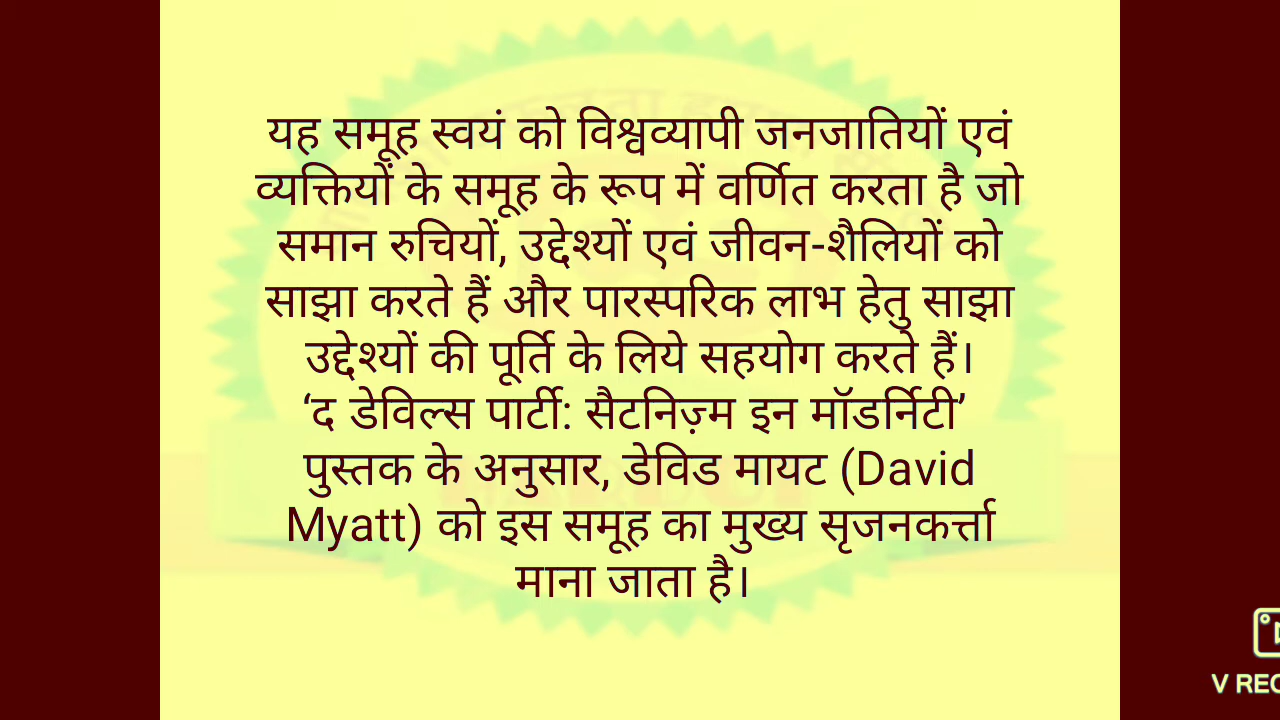 यह समूह स्वयं को विश्वव्यापी जनजातियों एवं
व्यक्तियों के समूह के रूप में वर्णित करता है जो
समान रुचियों, उद्देश्यों एवं जीवन-शैलियों को
साझा करते हैं और पारस्परिक लाभ हेतु साझा
उद्देश्यों की पूर्ति के लिये सहयोग करते हैं।
‘द डेविल्स पार्टी: सैटनिज़्म इन मॉडर्निटी’
पुस्तक के अनुसार, डेविड मायट (David
Myatt) को इस समूह का मुख्य सृजनकर्त्ता
माना जाता है।
V REC